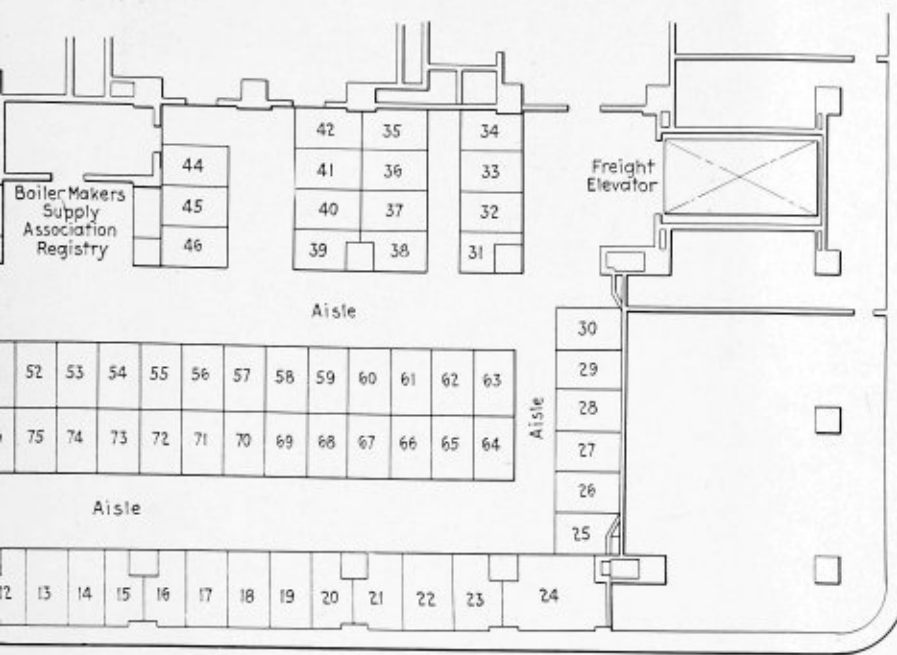 42 35 34
44 41 36 33 Freight
Elevator
Boiler Makers
Supply
Association
Registry
45 40 37 32
46 39 38 31
Aisle
30
52 53 54 55 56 57 58 59 60 61 62 63
29
28
Aisle
75 74 73 72 71 70 69 68 67 66 65 64
27
26
Aisle
25
12 13 14 15 16 17 18 19 20 21 22 23 24